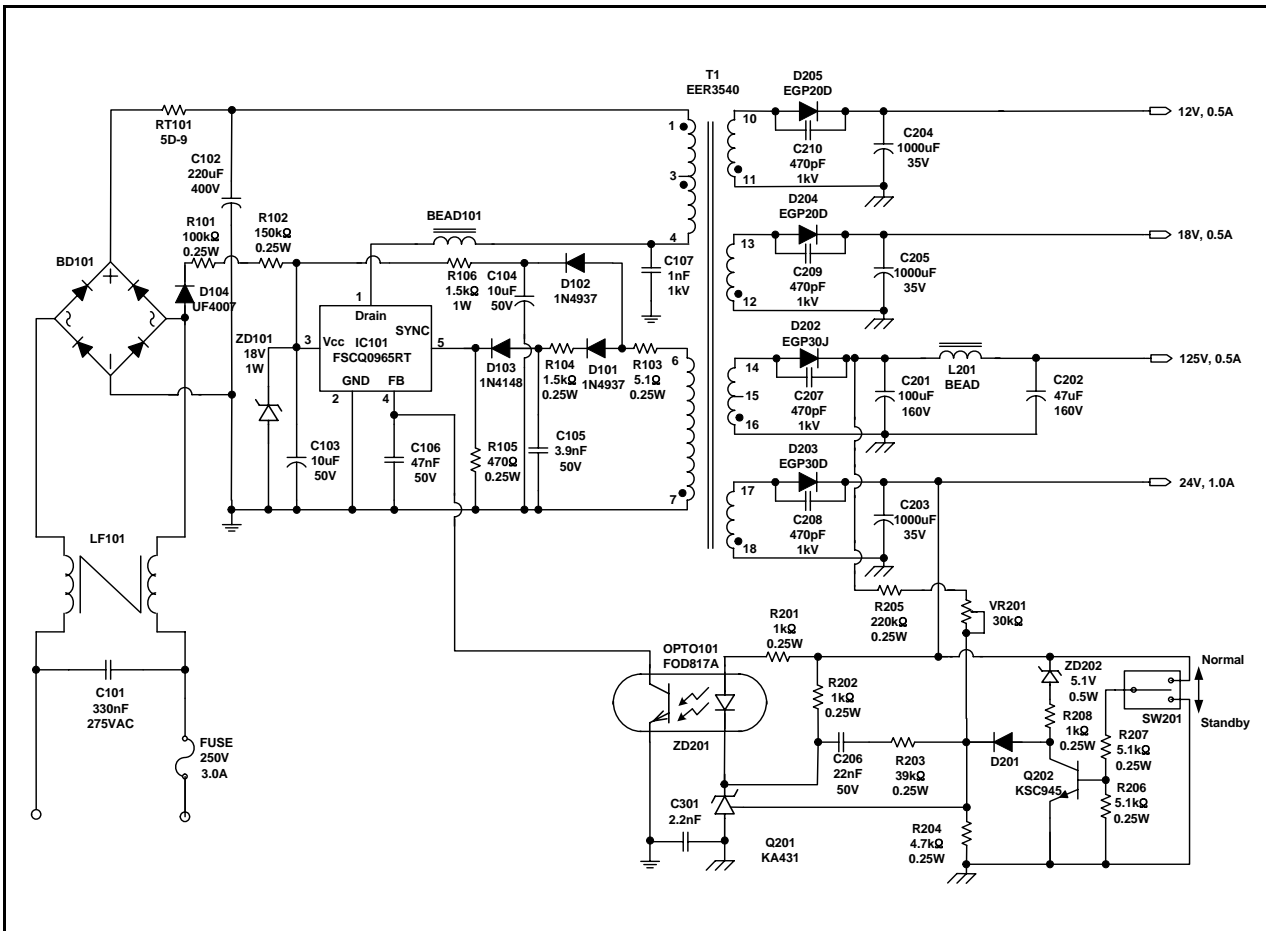 T1
EER3540
D205
EGP20D
10
C210
470pF
1kV
11
C204
1000uF
35V
12V, 0.5A
RT101
5D-9
C102
220uF
400V
1
3
4
BEAD101
R101
100kΩ
0.25W
R102
150kΩ
0.25W
BD101
D104
UF4007
R106
1.5kΩ
1W
C104
10uF
50V
D102
1N4937
C107
1nF
1kV
D204
EGP20D
13
C209
470pF
1kV
12
C205
1000uF
35V
18V, 0.5A
ZD101
18V
1W
1
Drain
SYNC
3
Vcc
IC101
FSCQ0965RT
5
GND
FB
2
4
D103
1N4148
R104
1.5kΩ
0.25W
D101
1N4937
R103
5.1Ω
0.25W
6
7
D202
EGP30J
14
15
16
C207
470pF
1kV
C201
100uF
160V
L201
BEAD
C202
47uF
160V
125V, 0.5A
C103
10uF
50V
C106
47nF
50V
R105
470Ω
0.25W
C105
3.9nF
50V
D203
EGP30D
17
C208
470pF
1kV
18
C203
1000uF
35V
24V, 1.0A
LF101
C101
330nF
275VAC
FUSE
250V
3.0A
R205
220kΩ
0.25W
VR201
30kΩ
R201
1kΩ
0.25W
OPTO101
FOD817A
R202
1kΩ
0.25W
ZD202
5.1V
0.5W
Normal
SW201
Standby
R208
1kΩ
0.25W
R207
5.1kΩ
0.25W
ZD201
C206
22nF
50V
R203
39kΩ
0.25W
D201
Q202
KSC945
R206
5.1kΩ
0.25W
C301
2.2nF
Q201
KA431
R204
4.7kΩ
0.25W